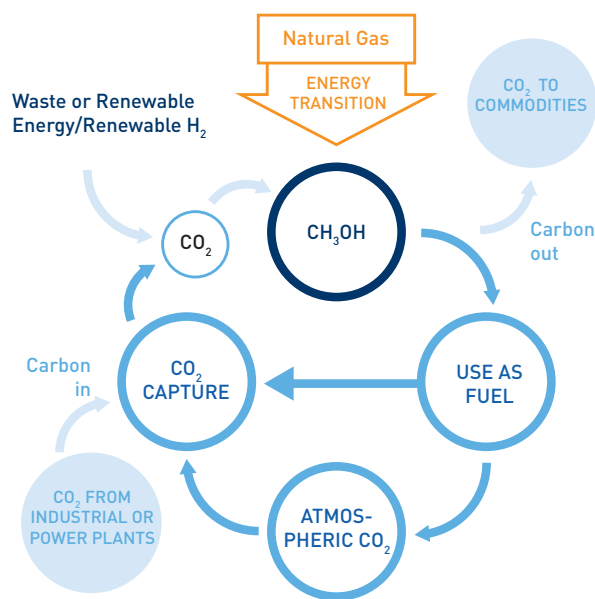 Natural Gas
ENERGY
TRANSITION
CO₂ TO
COMMODITIES
Waste or Renewable
Energy/Renewable H₂
CO₂
CH₃OH
Carbon
out
CO₂
CAPTURE
USE AS
FUEL
Carbon
in
CO₂ FROM
INDUSTRIAL OR
POWER PLANTS
ATMOS-
PHERIC CO₂